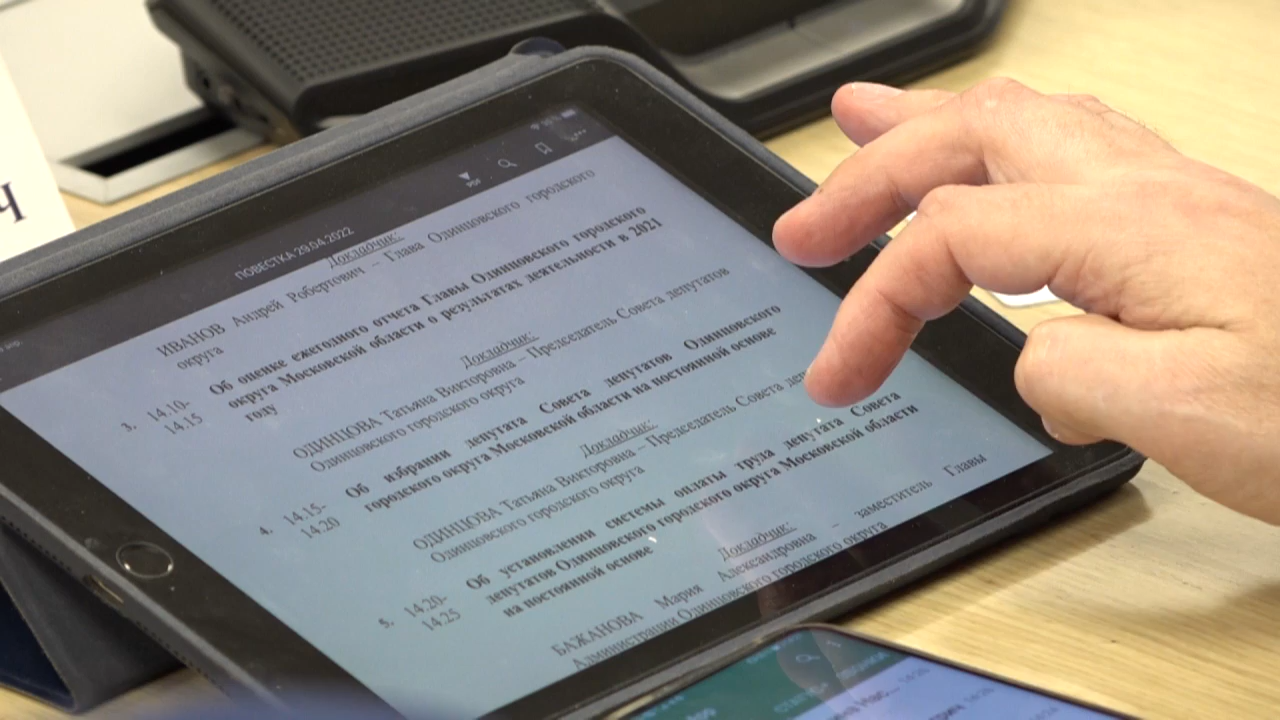 Ч
PDF
ПОВЕСТКА 29.04.2022
Докладчик:
ИВАНОВ Андрей Робертович – Глава Одинцовского городского
округа
3. 14.10-
14.15
Об оценке ежегодного отчета Главы Одинцовского городского
округа Московской области о результатах деятельности в 2021
году
Докладчик:
ОДИНЦОВА Татьяна Викторовна – Председатель Совета депутатов
Одинцовского городского округа
4. 14.15-
14.20
Об избрании депутата Совета депутатов Одинцовского
городского округа Московской области на постоянной основе
Докладчик:
ОДИНЦОВА Татьяна Викторовна – Председатель Совета
Одинцовского городского округа
5. 14.20-
14.25
Об установлении системы оплаты труда депутата Совета
депутатов Одинцовского городского округа Московской области
на постоянной основе
Докладчик:
БАЖАНОВА Мария Александровна – заместитель Главы
Администрации Одинцовского городского округа